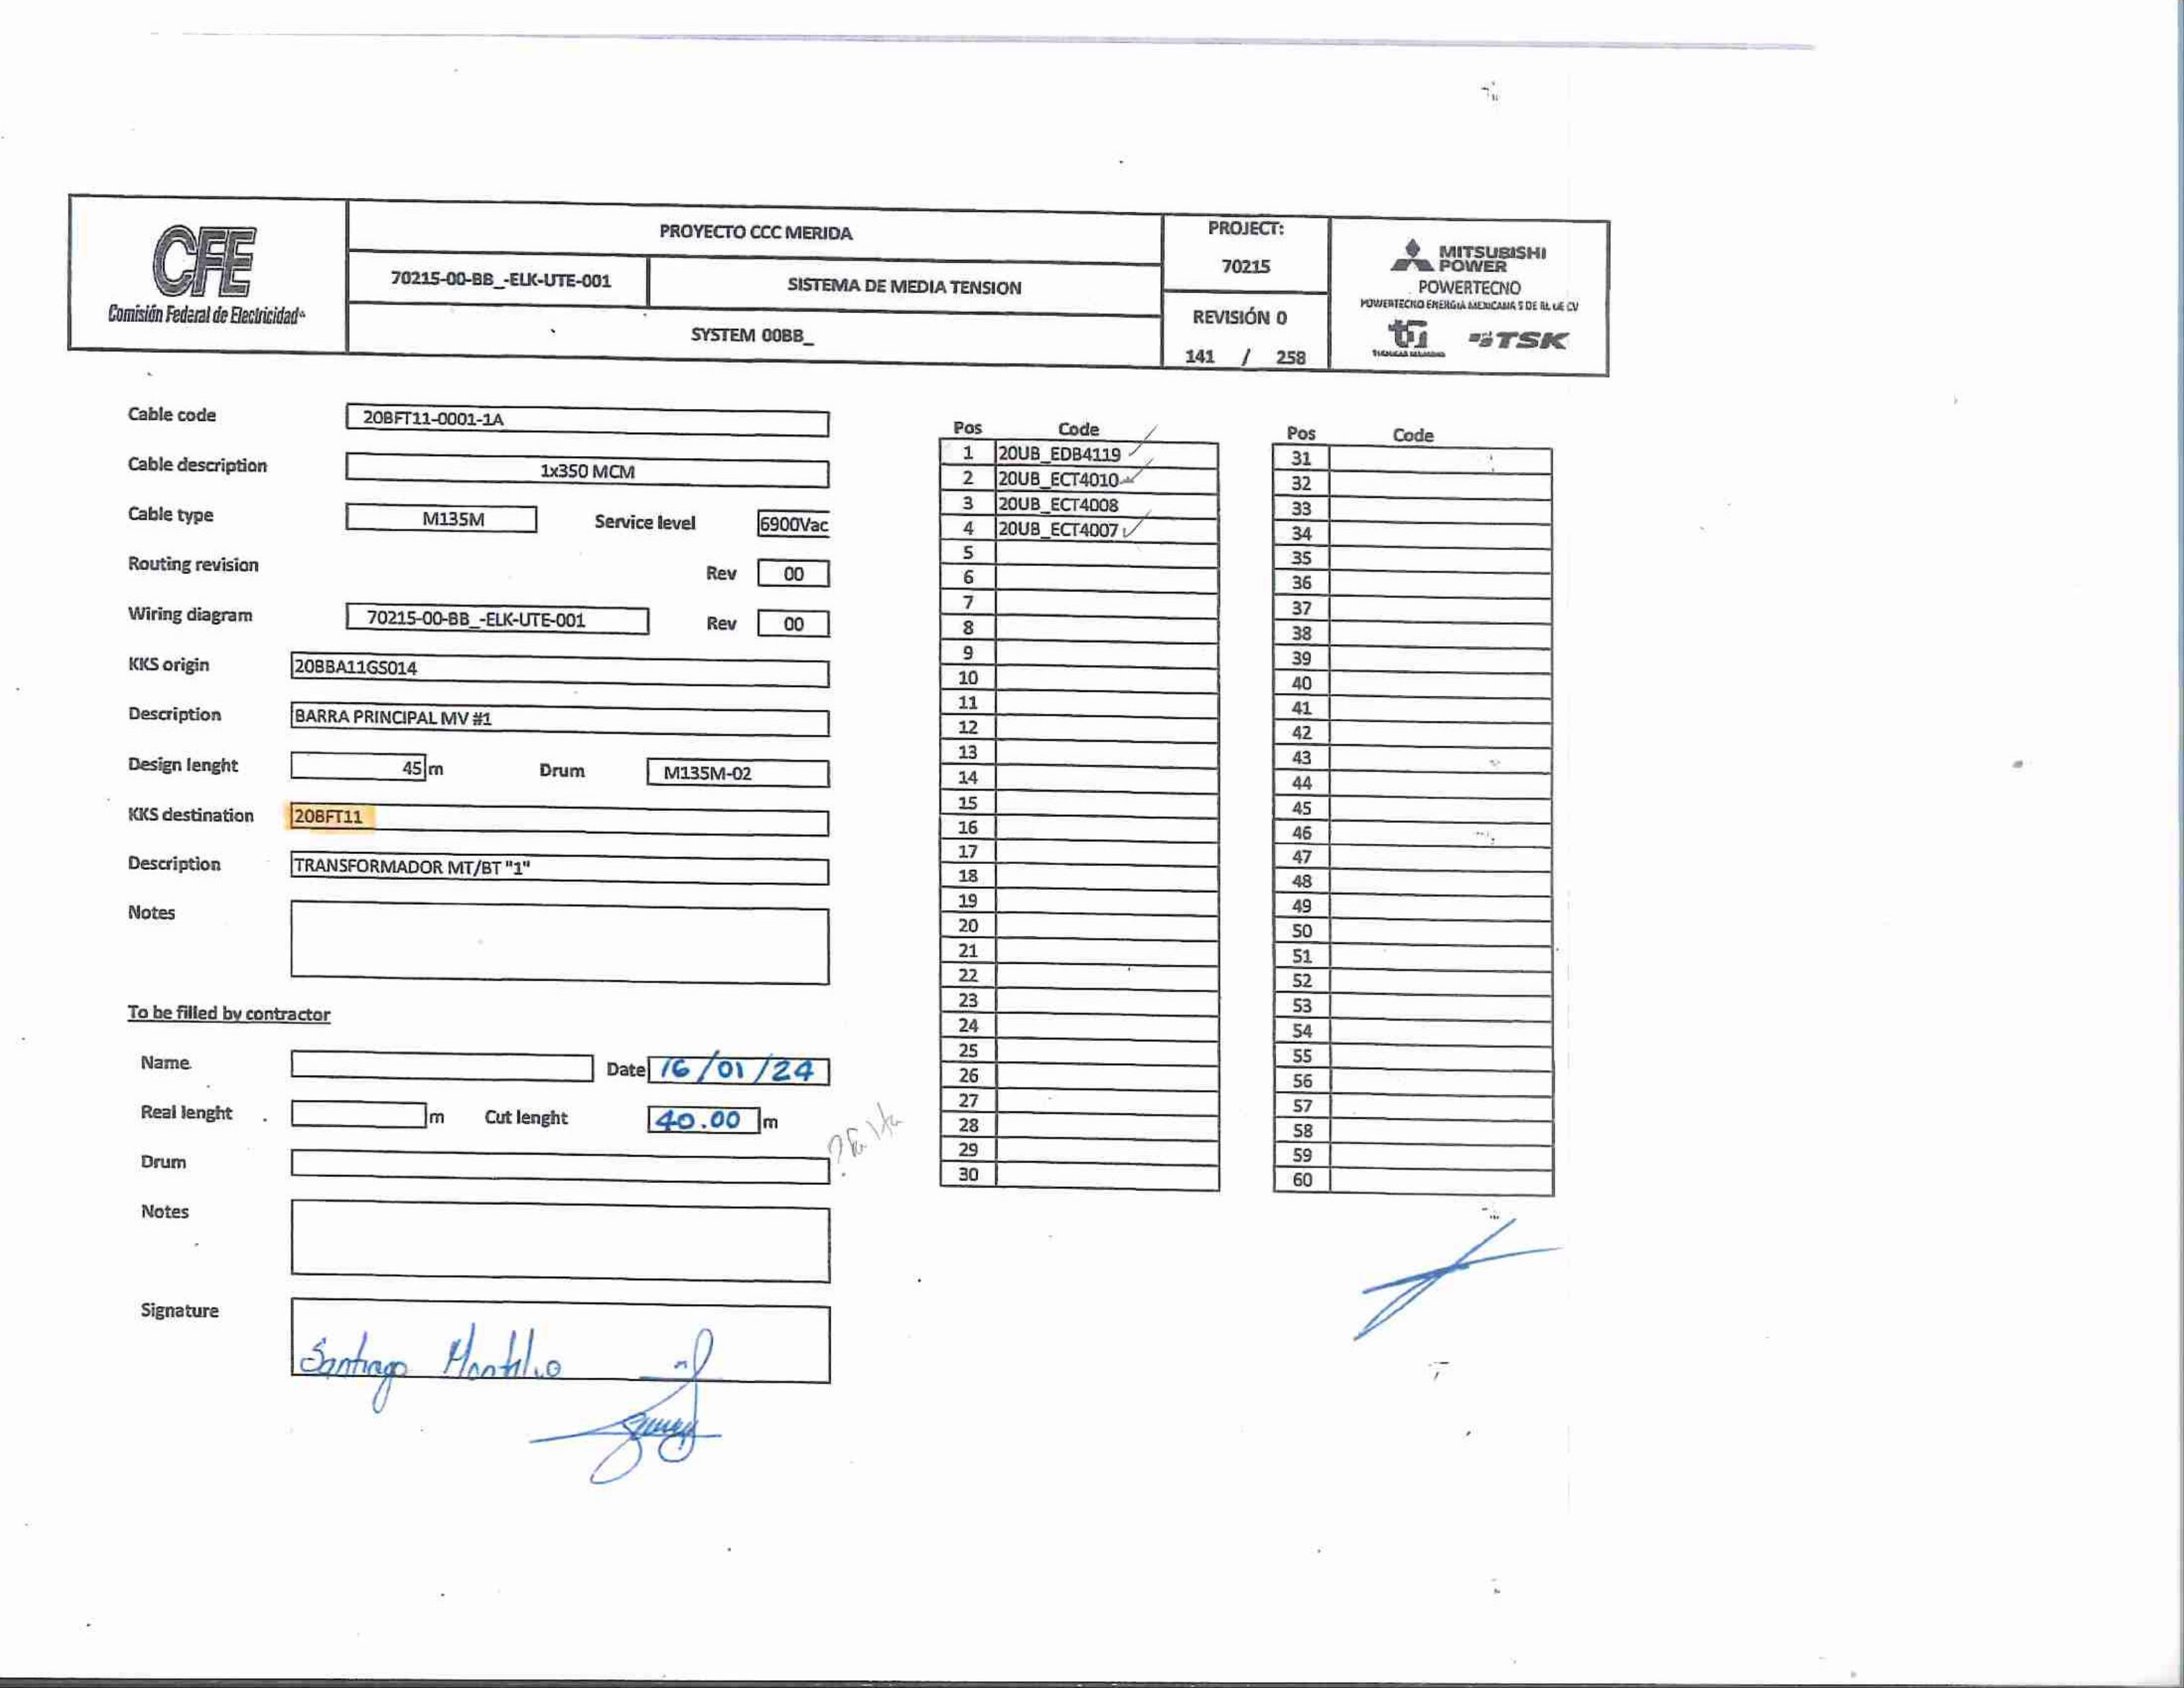 CFE
Comisión Federal de Electricidad
PROYECTO CCC MERIDA
70215-00-BB_-ELK-UTE-001
SISTEMA DE MEDIA TENSION
SYSTEM 00BB_
PROJECT:
70215
REVISIÓN 0
141 / 258
MITSUBISHI
POWER
POWERTECNO
POWERTECNO ENERGIA MEXICANA S DE RL DE CV
TSK
Cable code 20BFT11-0001-1A
Cable description 1x350 MCM
Cable type M135M Service level 6900Vac
Routing revision Rev 00
Wiring diagram 70215-00-BB_-ELK-UTE-001 Rev 00
KKS origin 20BBA11GS014
Description BARRA PRINCIPAL MV #1
Design lenght 45 m Drum M135M-02
KKS destination 20BFT11
Description TRANSFORMADOR MT/BT "1"
Notes
To be filled by contractor
Name Date 16/01/24
Real lenght m Cut lenght 40.00 m
Drum
Notes
Signature
Santiago
Pos Code
1 20UB_EDB4119
2 20UB_ECT4010
3 20UB_ECT4008
4 20UB_ECT4007
5
6
7
8
9
10
11
12
13
14
15
16
17
18
19
20
21
22
23
24
25
26
27
28
29
30
Pos Code
31
32
33
34
35
36
37
38
39
40
41
42
43
44
45
46
47
48
49
50
51
52
53
54
55
56
57
58
59
60